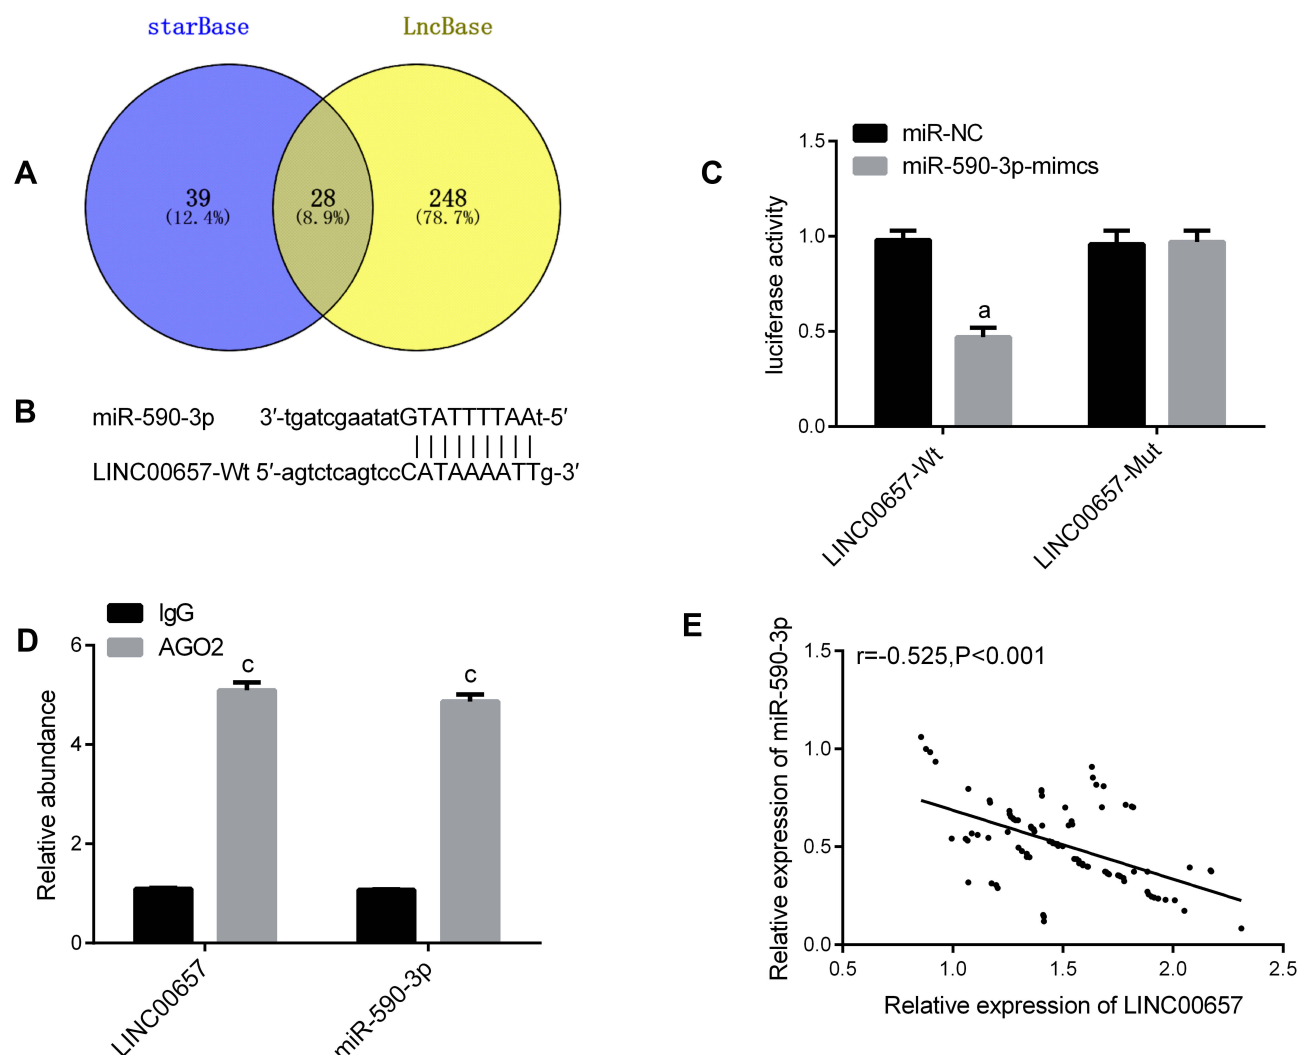 starBase
LncBase
A
39
(12.4%)
28
(8.9%)
248
(78.7%)
B
miR-590-3p 3′-tgatcgaatatGTATTTTAAt-5′
LINC00657-Wt 5′-agtctcagtccCATAAAATTg-3′
C
miR-NC
miR-590-3p-mimcs
luciferase activity
1.5
1.0
0.5
0.0
a
LINC00657-Wt
LINC00657-Mut
D
IgG
AGO2
Relative abundance
6
4
2
0
c
c
LINC00657
miR-590-3p
E
r=-0.525,P<0.001
Relative expression of miR-590-3p
1.5
1.0
0.5
0.0
0.5
1.0
1.5
2.0
2.5
Relative expression of LINC00657